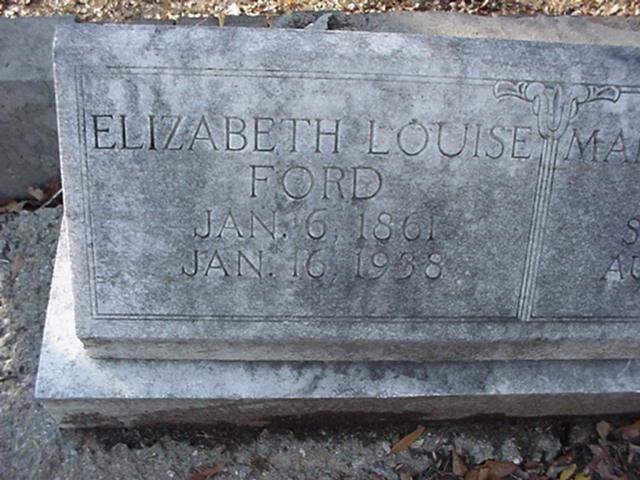 ELIZABETH LOUISE
FORD
JAN. 6, 1861
JAN. 16, 1938